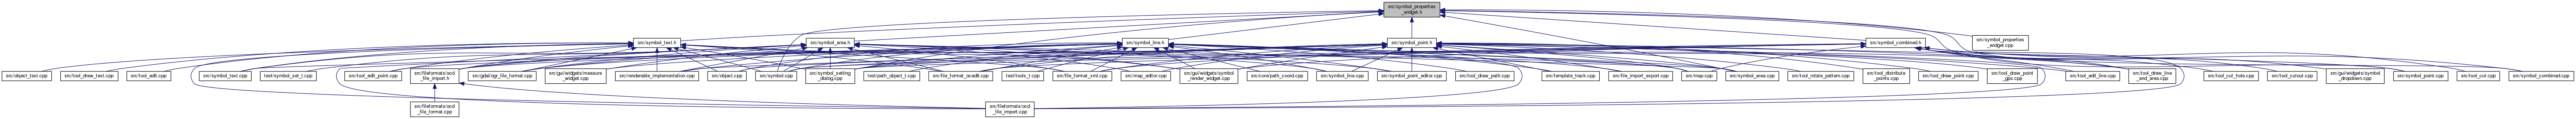 src/symbol_properties
_widget.h
src/symbol_text.h
src/symbol_area.h
src/symbol_line.h
src/symbol_point.h
src/symbol_combined.h
src/symbol_properties
_widget.cpp
src/object_text.cpp
src/tool_draw_text.cpp
src/tool_edit.cpp
src/symbol_text.cpp
test/symbol_set_t.cpp
src/tool_edit_point.cpp
src/fileformats/ocd
_file_import.h
src/gdal/ogr_file_format.cpp
src/gui/widgets/measure
_widget.cpp
src/renderable_implementation.cpp
src/object.cpp
src/symbol.cpp
src/symbol_setting
_dialog.cpp
test/path_object_t.cpp
src/file_format_ocad8.cpp
test/tools_t.cpp
src/file_format_xml.cpp
src/map_editor.cpp
src/gui/widgets/symbol
_render_widget.cpp
src/core/path_coord.cpp
src/symbol_line.cpp
src/symbol_point_editor.cpp
src/tool_draw_path.cpp
src/template_track.cpp
src/file_import_export.cpp
src/map.cpp
src/symbol_area.cpp
src/tool_rotate_pattern.cpp
src/tool_distribute
_points.cpp
src/tool_draw_point.cpp
src/tool_draw_point
_gps.cpp
src/tool_edit_line.cpp
src/tool_draw_line
_and_area.cpp
src/tool_cut_hole.cpp
src/tool_cutout.cpp
src/gui/widgets/symbol
_dropdown.cpp
src/symbol_point.cpp
src/tool_cut.cpp
src/symbol_combined.cpp
src/fileformats/ocd
_file_format.cpp
src/fileformats/ocd
_file_import.cpp